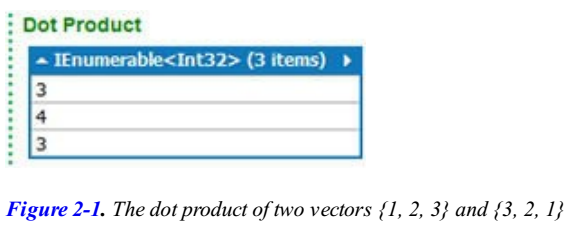 Dot Product
IEnumerable<Int32> (3 items)
3
4
3
Figure 2-1. The dot product of two vectors {1, 2, 3} and {3, 2, 1}